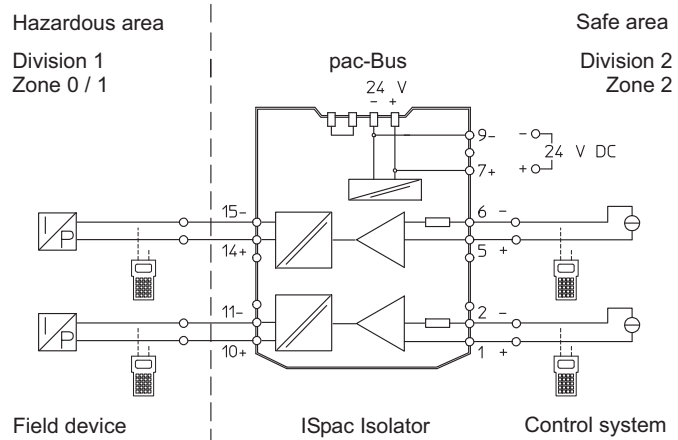 Hazardous area
Safe area
Division 1
Zone 0 / 1
pac-Bus
Division 2
Zone 2
24 V
- +
9-
- 24 V DC
7+
+
15-
6 -
I/P
14+
5 +
11-
2 -
I/P
10+
1 +
Field device
ISpac Isolator
Control system